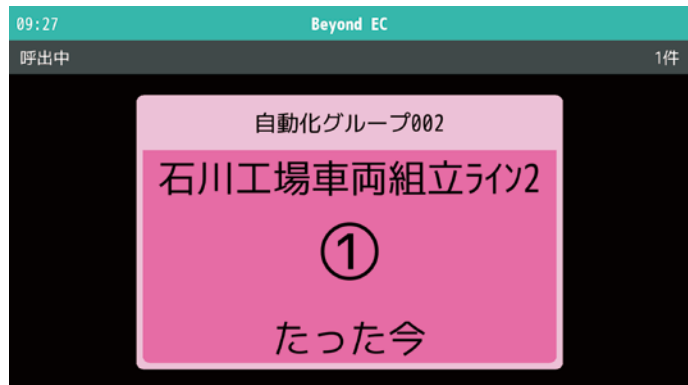 09:27 Beyond EC
呼出中 1件
自動化グループ002
石川工場車両組立ﾗｲﾝ2
①
たった今